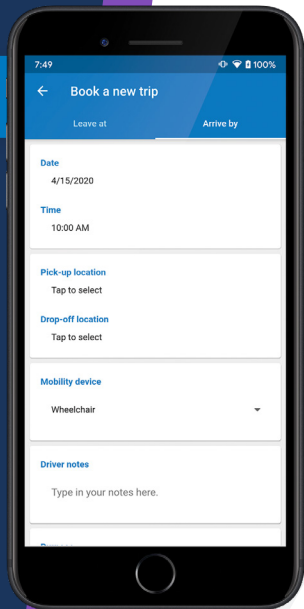 7:49
100%
Book a new trip
Leave at
Arrive by
Date
4/15/2020
Time
10:00 AM
Pick-up location
Tap to select
Drop-off location
Tap to select
Mobility device
Wheelchair
Driver notes
Type in your notes here.